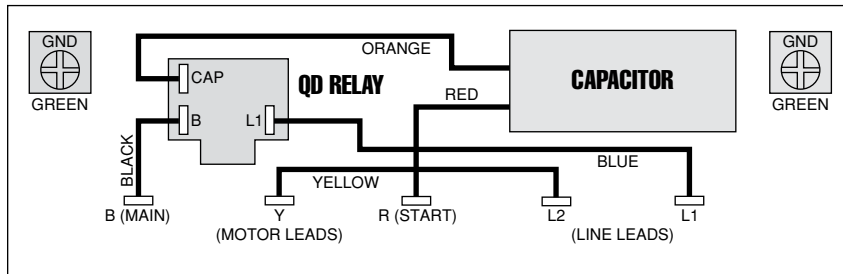 GND
GREEN
ORANGE
CAP
QD RELAY
B
L1
CAPACITOR
RED
GND
GREEN
BLACK
BLUE
YELLOW
B (MAIN)
Y
R (START)
L2
L1
(MOTOR LEADS)
(LINE LEADS)